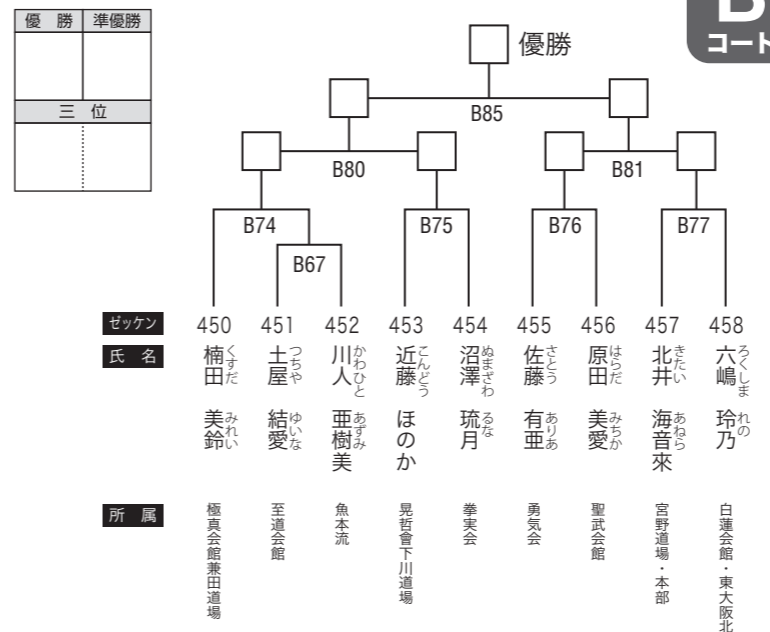 優 勝 準優勝
三 位
B
コート
優勝
B85
B80 B81
B74 B75 B76 B77
B67
ゼッケン 450 451 452 453 454 455 456 457 458
氏 名
楠田 美鈴
くすだ みれい
土屋 結愛
つちや ゆいな
川人 亜樹美
かわひと あずみ
近藤 ほのか
こんどう
沼澤 琉月
ぬまざわ るな
佐藤 有亜
さとう ありあ
原田 美愛
はらだ みちか
北井 海音來
きたい あねら
六嶋 玲乃
ろくしま れの
所 属
極真会館兼田道場
至道会館
魚本流
晃哲會下川道場
拳実会
勇気会
聖武会館
宮野道場・本部
白蓮会館・東大阪北